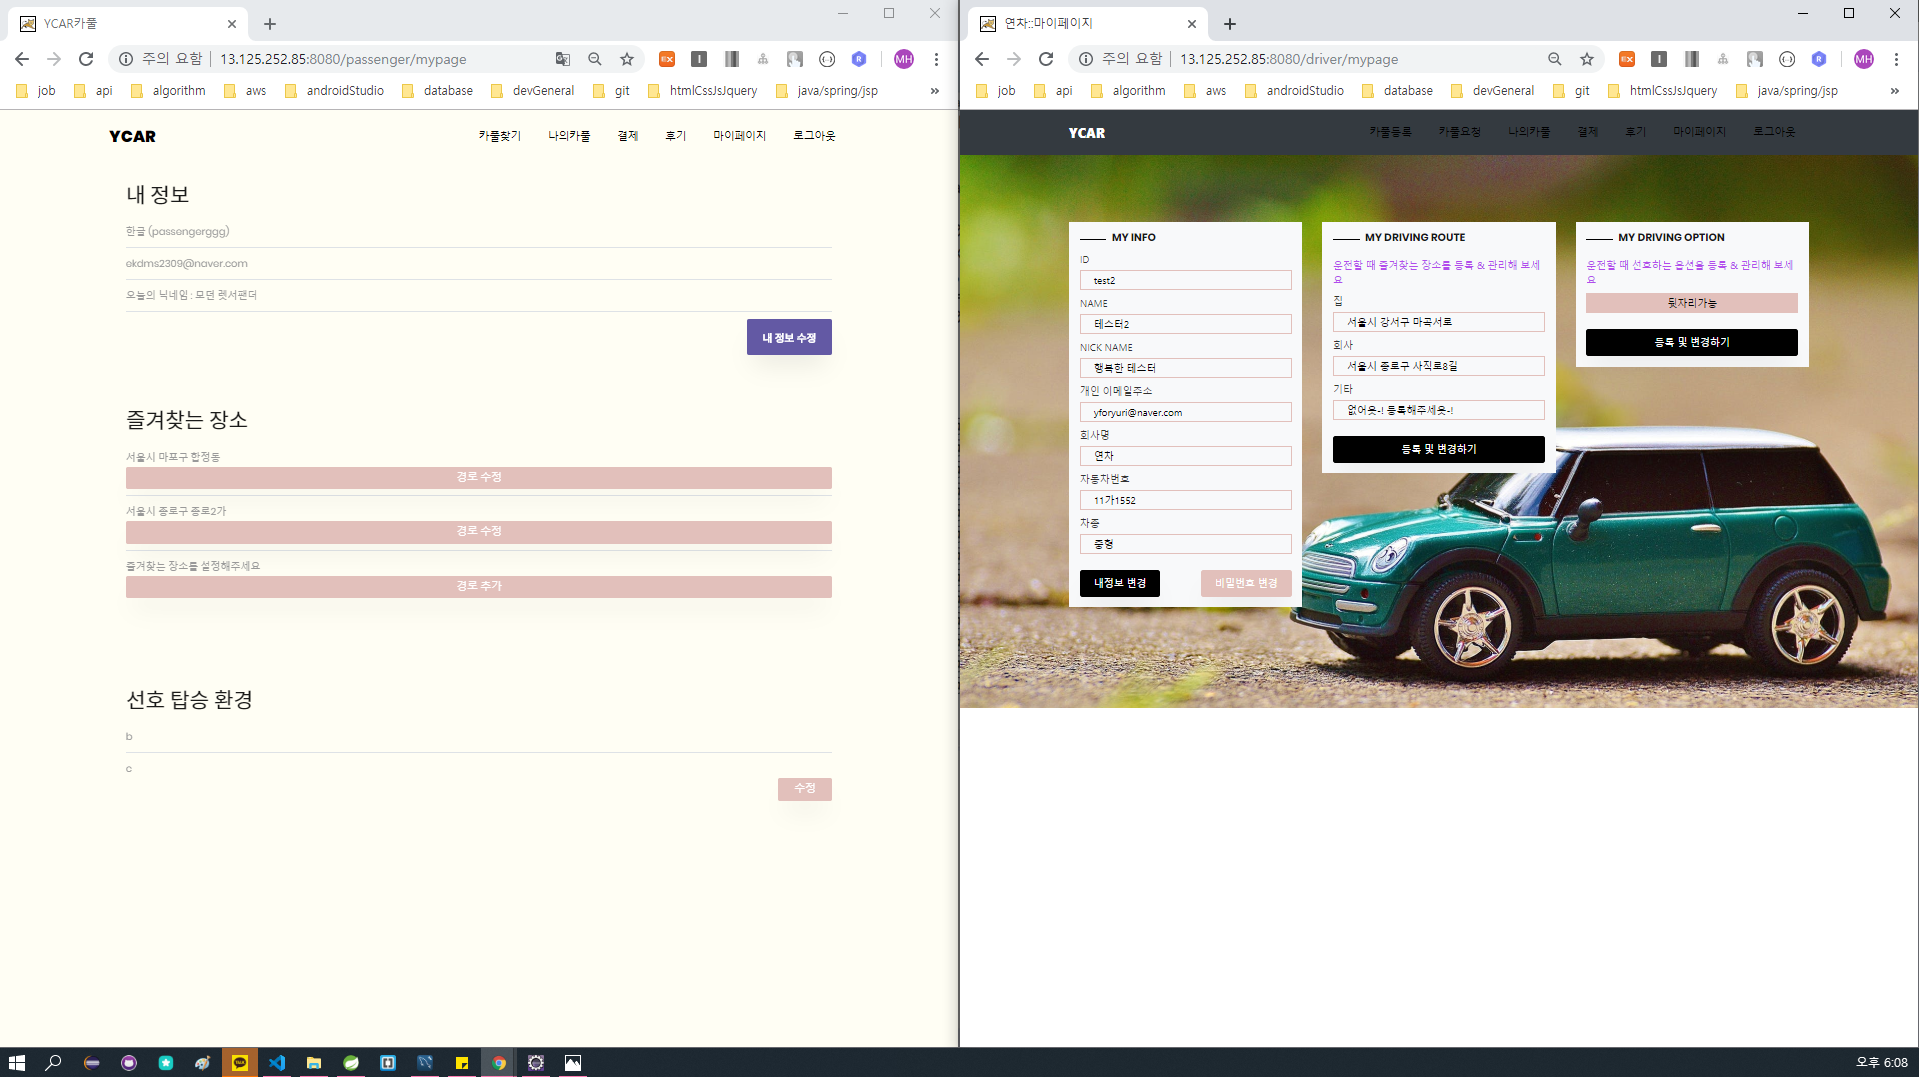 YCAR카풀
주의 요함 | 13.125.252.85:8080/passenger/mypage
MH
job api algorithm aws androidStudio database devGeneral git htmlCssJsJquery java/spring/jsp »
YCAR
카풀찾기 나의카풀 결제 후기 마이페이지 로그아웃
내 정보
한글 (passengerggg)
ekdms2309@naver.com
오늘의 닉네임 : 모던 렛서팬더
내 정보 수정
즐겨찾는 장소
서울시 마포구 합정동
경로 수정
서울시 종로구 종로2가
경로 수정
즐겨찾는 장소를 설정해주세요
경로 추가
선호 탑승 환경
b
c
수정
연차::마이페이지
주의 요함 | 13.125.252.85:8080/driver/mypage
MH
job api algorithm aws androidStudio database devGeneral git htmlCssJsJquery java/spring/jsp »
YCAR
카풀등록 카풀요청 나의카풀 결제 후기 마이페이지 로그아웃
MY INFO
ID
test2
NAME
테스터2
NICK NAME
행복한 테스터
개인 이메일주소
yforyuri@naver.com
회사명
연차
자동차번호
11가1552
차종
중형
내정보 변경
비밀번호 변경
MY DRIVING ROUTE
운전할 때 즐겨찾는 장소를 등록 & 관리해 보세
요
집
서울시 강서구 마곡서로
회사
서울시 종로구 사직로8길
기타
없어욧-! 등록해주세욧-!
등록 및 변경하기
MY DRIVING OPTION
운전할 때 선호하는 옵션을 등록 & 관리해 보세
요
뒷자리가능
등록 및 변경하기
오후 6:08